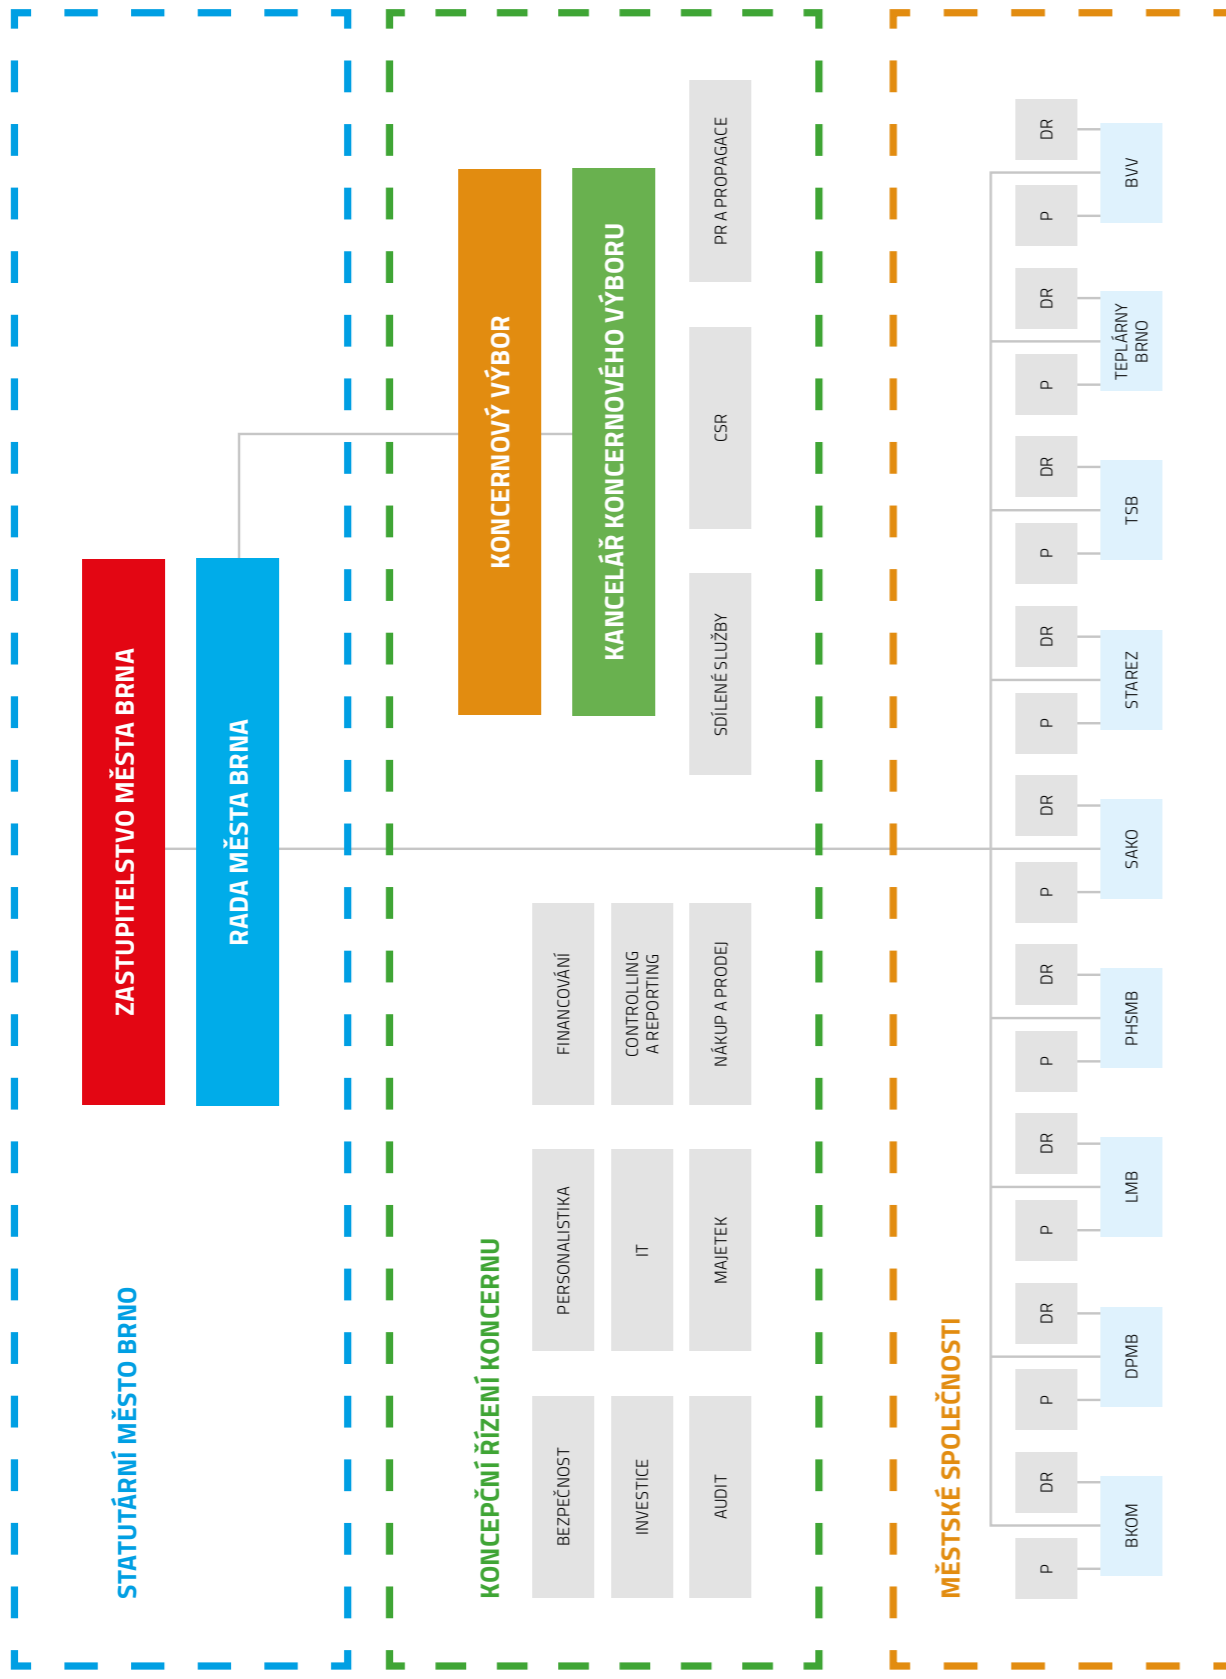 STATUTÁRNÍ MĚSTO BRNO
ZASTUPITELSTVO MĚSTA BRNA
RADA MĚSTA BRNA
KONCEPČNÍ ŘÍZENÍ KONCERNU
KONCERNOVÝ VÝBOR
KANCELÁŘ KONCERNOVÉHO VÝBORU
BEZPEČNOST
PERSONALISTIKA
FINANCOVÁNÍ
INVESTICE
IT
CONTROLLING
A REPORTING
AUDIT
MAJETEK
NÁKUP A PRODEJ
SDÍLENÉ SLUŽBY
CSR
PR A PROPAGACE
MĚSTSKÉ SPOLEČNOSTI
P
DR
P
DR
P
DR
P
DR
P
DR
P
DR
P
DR
P
DR
P
DR
BKOM
DPMB
LMB
PHSMB
SAKO
STAREZ
TSB
TEPLÁRNY
BRNO
BVV